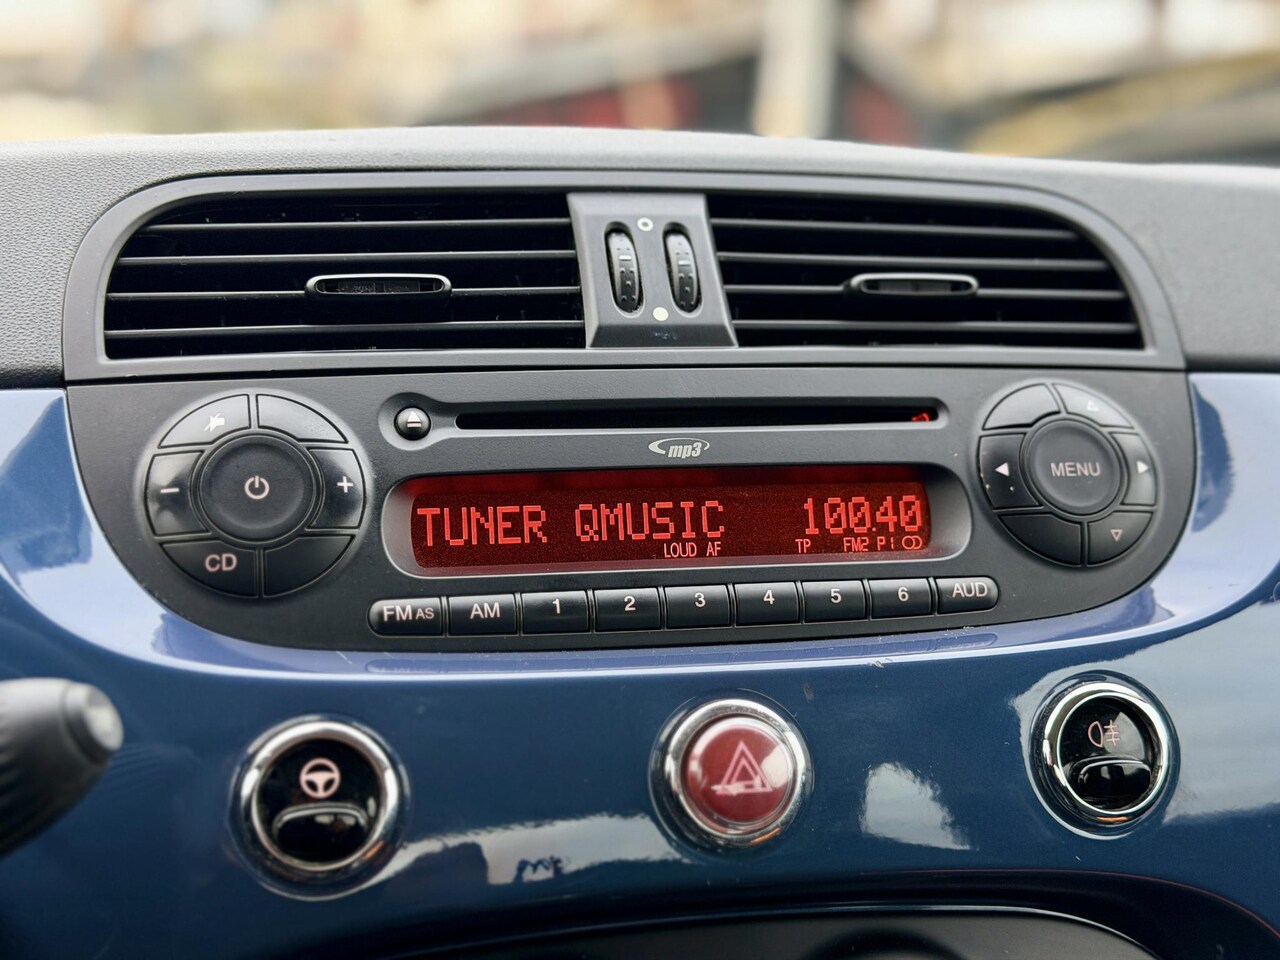 mp3
TUNER QMUSIC 100.40
LOUD AF TP FM2 P1
MENU
CD
FM AS AM 1 2 3 4 5 6 AUD